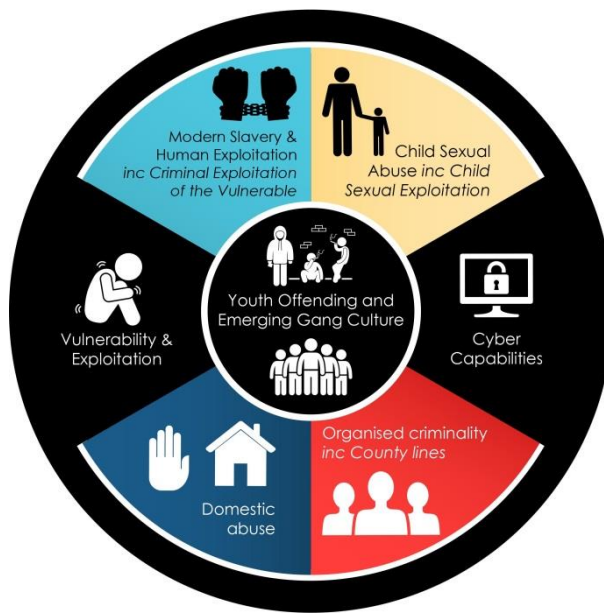 Modern Slavery &
Human Exploitation
inc Criminal Exploitation
of the Vulnerable
Child Sexual
Abuse inc Child
Sexual Exploitation
Vulnerability &
Exploitation
Youth Offending and
Emerging Gang Culture
Cyber
Capabilities
Domestic
abuse
Organised criminality
inc County lines